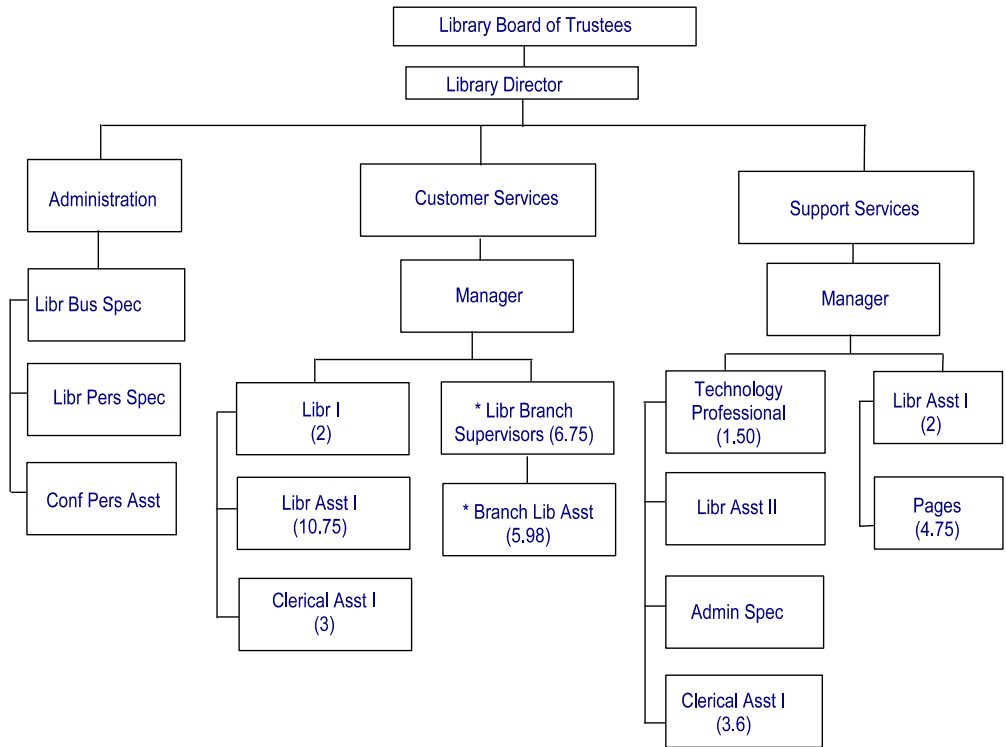 Library Board of Trustees
Library Director
Administration
Customer Services
Support Services
Libr Bus Spec
Manager
Manager
Libr Pers Spec
Libr I
(2)
* Libr Branch
Supervisors (6.75)
Technology
Professional
(1.50)
Libr Asst I
(2)
Conf Pers Asst
Libr Asst I
(10.75)
* Branch Lib Asst
(5.98)
Libr Asst II
Pages
(4.75)
Clerical Asst I
(3)
Admin Spec
Clerical Asst I
(3.6)